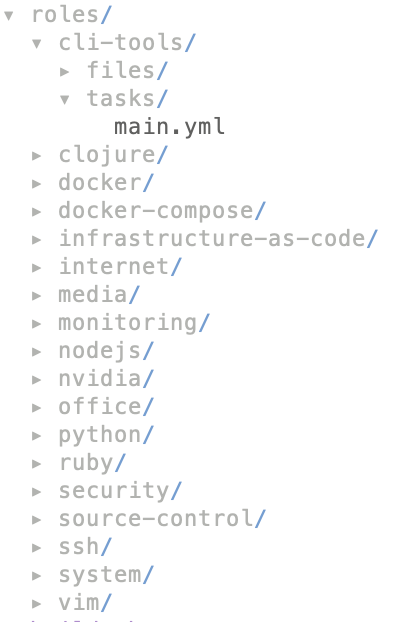 ▾ roles/
▾ cli-tools/
▸ files/
▾ tasks/
main.yml
▸ clojure/
▸ docker/
▸ docker-compose/
▸ infrastructure-as-code/
▸ internet/
▸ media/
▸ monitoring/
▸ nodejs/
▸ nvidia/
▸ office/
▸ python/
▸ ruby/
▸ security/
▸ source-control/
▸ ssh/
▸ system/
▸ vim/